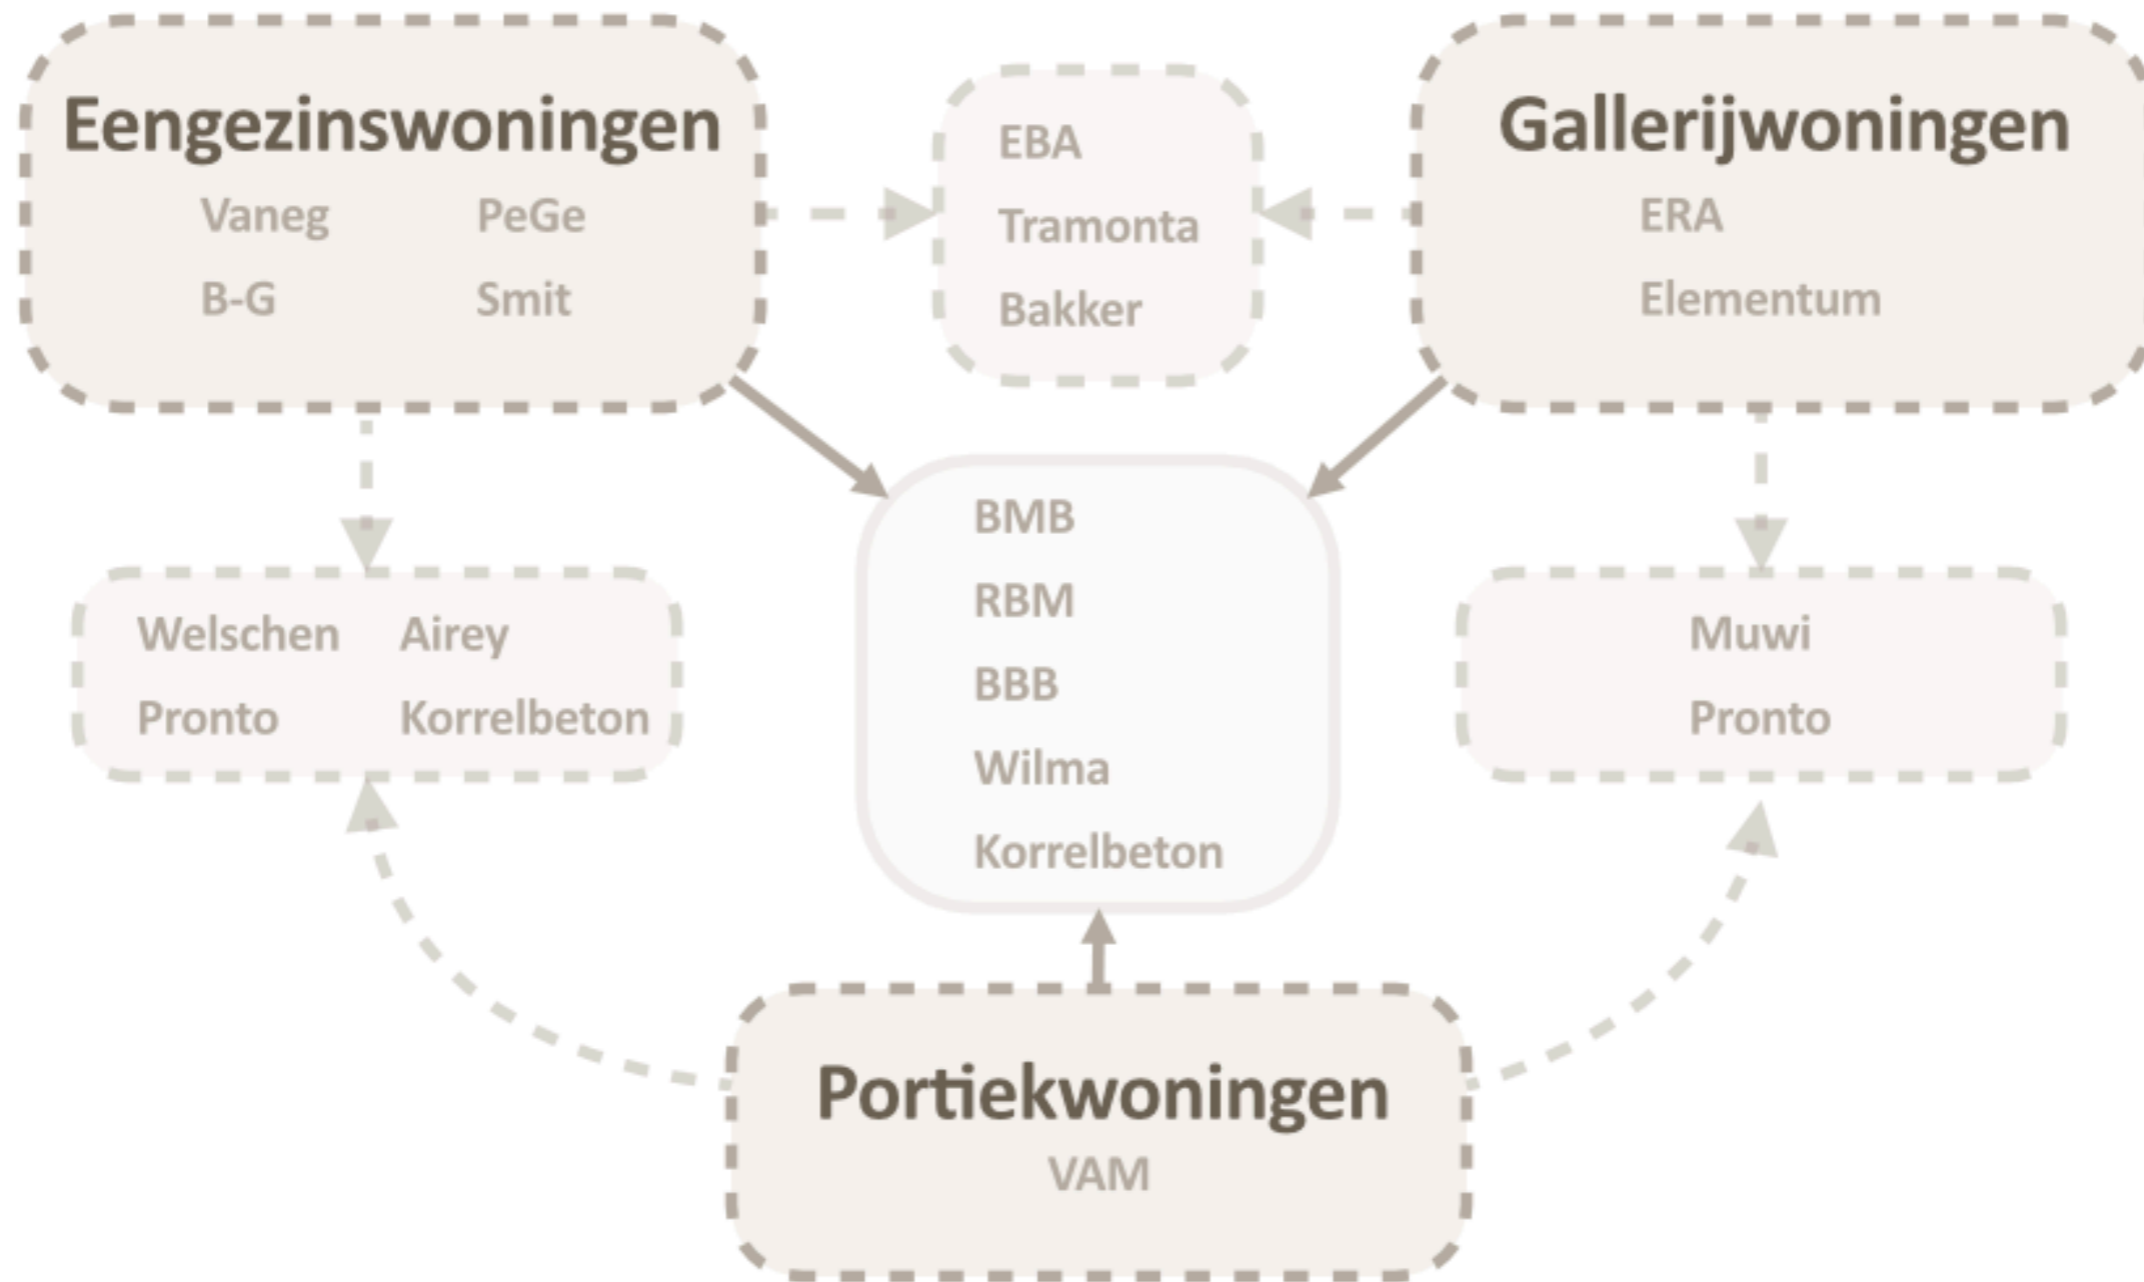 Eengezinswoningen
Vaneg PeGe
B-G Smit
EBA
Tramonta
Bakker
Gallerijwoningen
ERA
Elementum
Welschen Airey
Pronto Korrelbeton
BMB
RBM
BBB
Wilma
Korrelbeton
Muwi
Pronto
Portiekwoningen
VAM